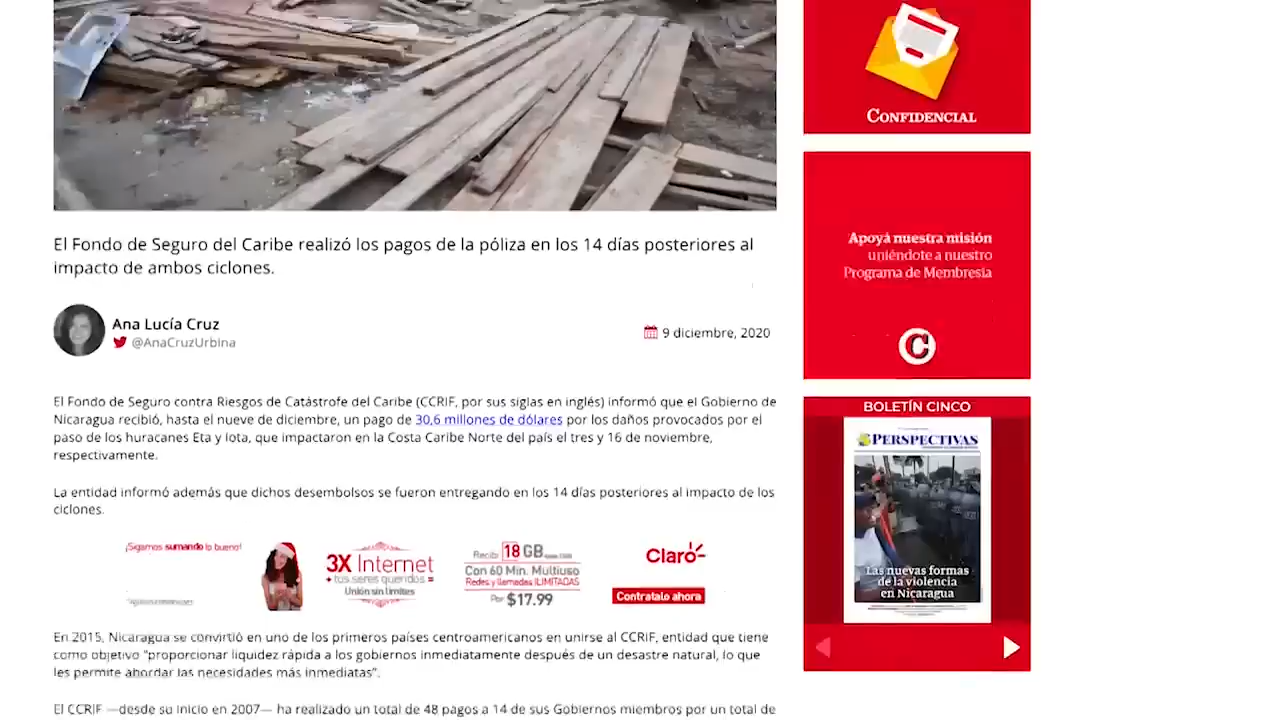 El Fondo de Seguro del Caribe realizó los pagos de la póliza en los 14 días posteriores al
impacto de ambos ciclones.
Ana Lucía Cruz
@AnaCruzUrbina
9 diciembre, 2020
El Fondo de Seguro contra Riesgos de Catástrofe del Caribe (CCRIF, por sus siglas en inglés) informó que el Gobierno de
Nicaragua recibió, hasta el nueve de diciembre, un pago de 30,6 millones de dólares por los daños provocados por el
paso de los huracanes Eta y Iota, que impactaron en la Costa Caribe Norte del país el tres y 16 de noviembre,
respectivamente.
La entidad informó además que dichos desembolsos se fueron entregando en los 14 días posteriores al impacto de los
ciclones.
¡Sigamos sumando lo bueno!
3X Internet
+ tus seres queridos =
Unión sin límites
Recibí 18 GB
Con 60 Min. Multiuso
Redes y llamadas ILIMITADAS
Por $17.99
Claro
Contratalo ahora
En 2015, Nicaragua se convirtió en uno de los primeros países centroamericanos en unirse al CCRIF, entidad que tiene
como objetivo "proporcionar liquidez rápida a los gobiernos inmediatamente después de un desastre natural, lo que
les permite abordar las necesidades más inmediatas".
El CCRIF —desde su inicio en 2007— ha realizado un total de 48 pagos a 14 de sus Gobiernos miembros por un total de
CONFIDENCIAL
Apoya nuestra misión
uniéndote a nuestro
Programa de Membresía
C
BOLETÍN CINCO
PERSPECTIVAS
Las nuevas formas
de la violencia
en Nicaragua